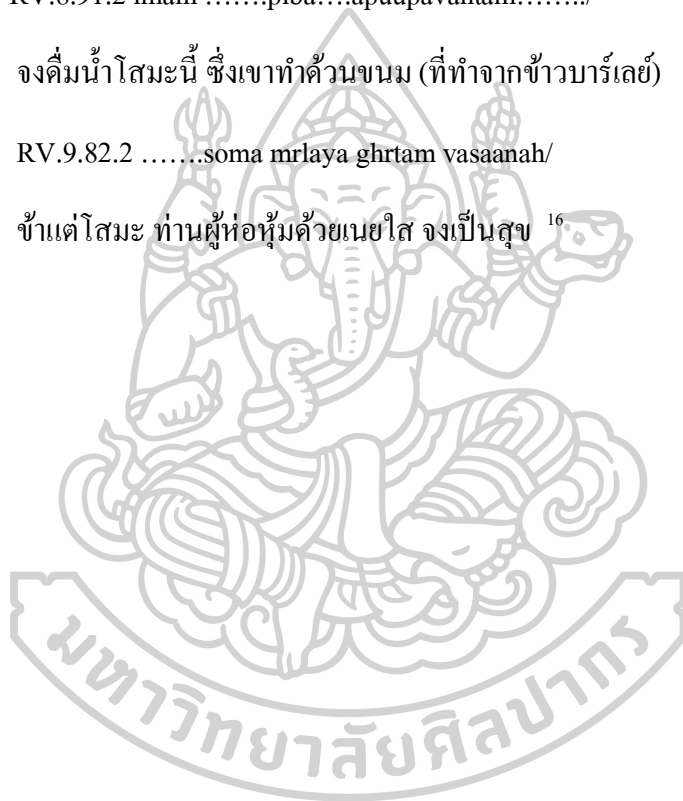 RV.8.91.2 imam …….piba….apuupavantam……../
จงดื่มน้ำโสมะนี้ ซึ่งเขาทำด้วนขนม (ที่ทำจากข้าวบาร์เลย์)
RV.9.82.2 …….soma mrlaya ghrtam vasaanah/
ข้าแต่โสมะ ท่านผู้ห่อหุ้มด้วยเนยใส จงเป็นสุข 16
มหาวิทยาลัยศิลปากร